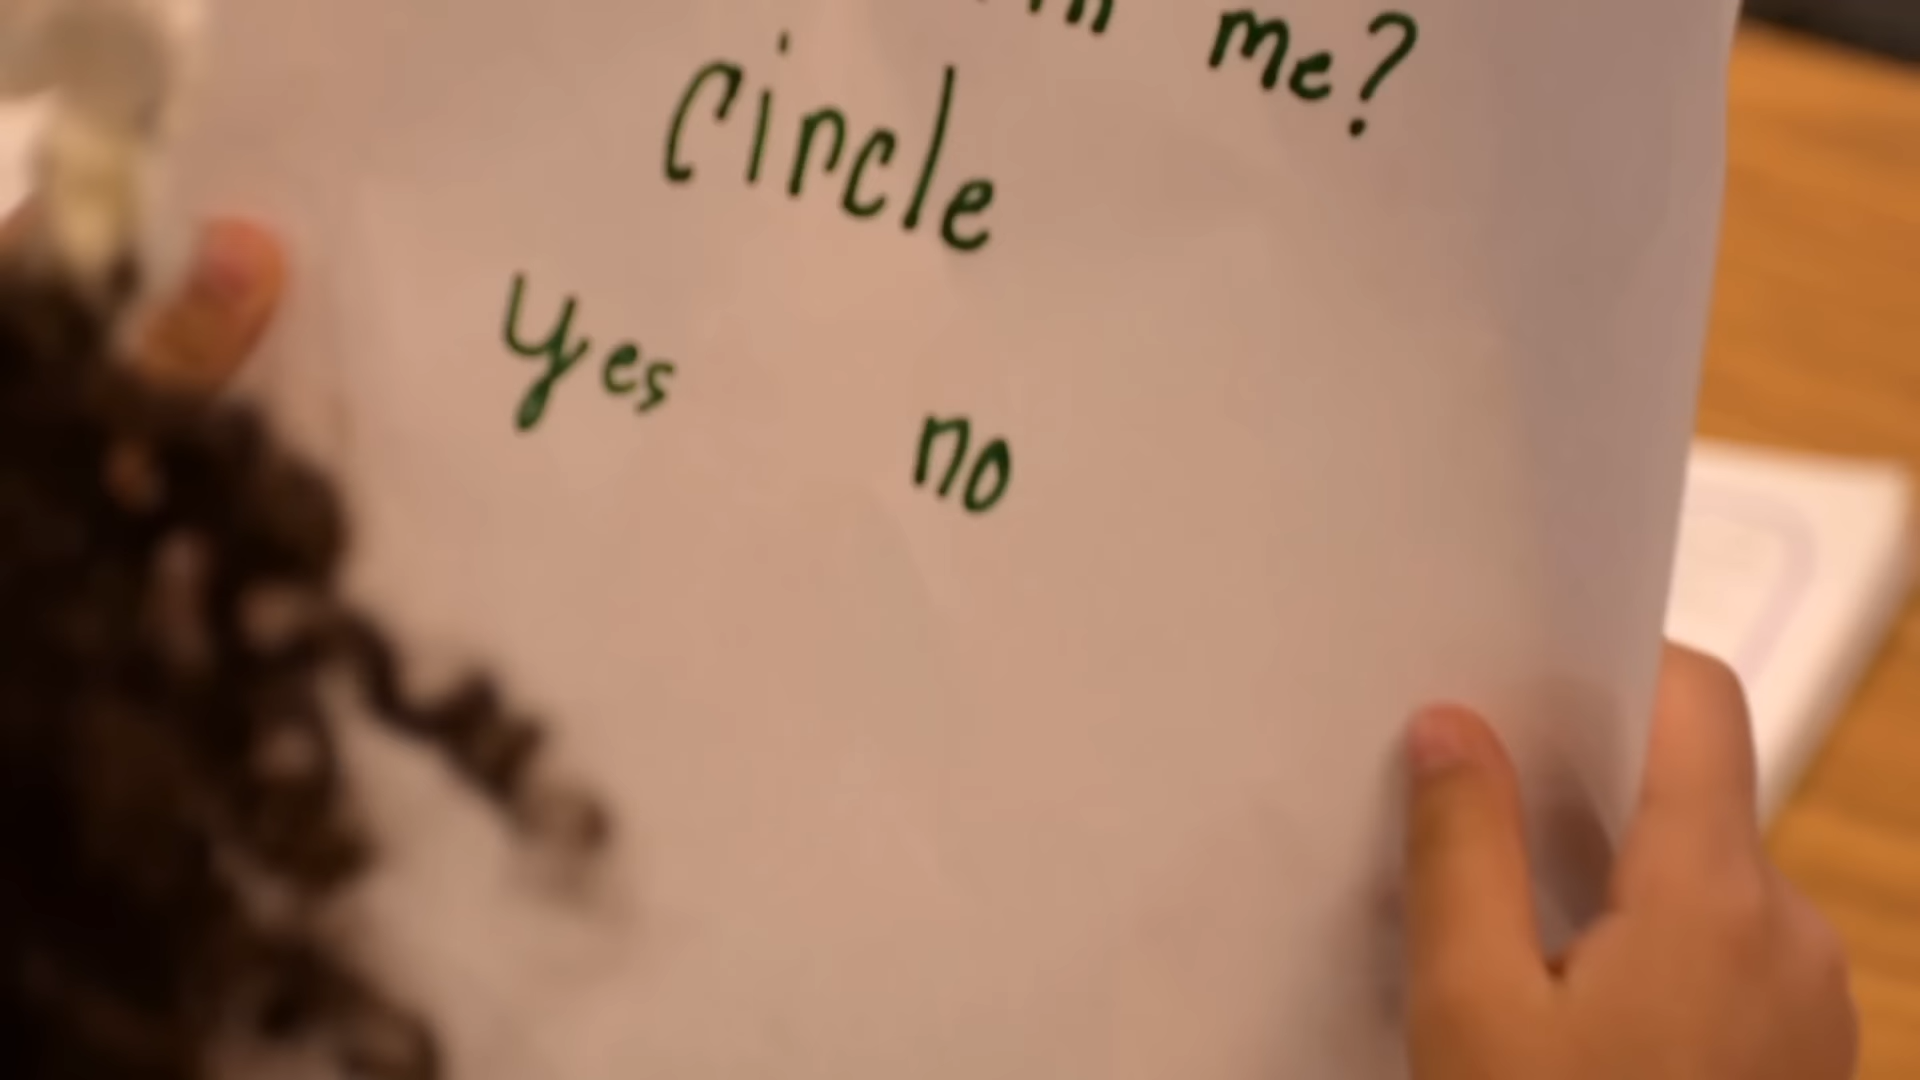 me?
Circle
Yes no